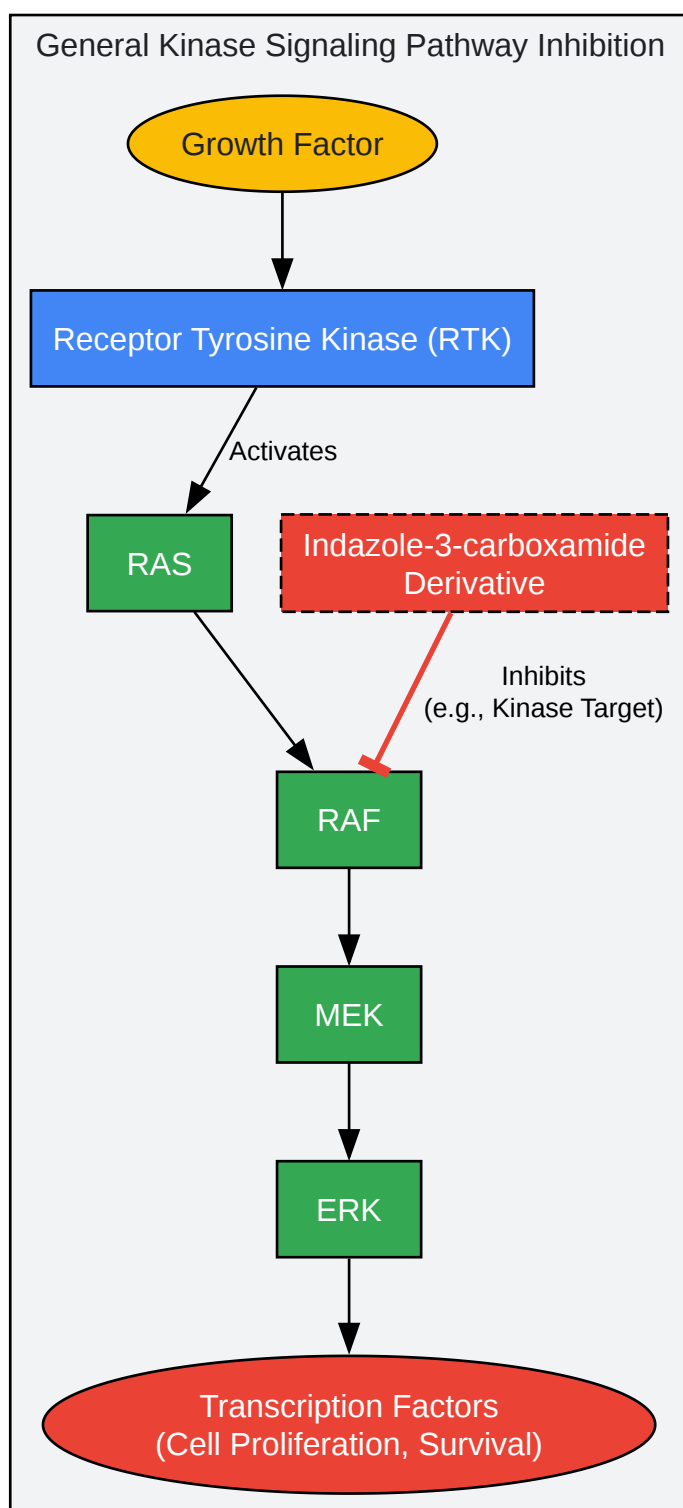 General Kinase Signaling Pathway Inhibition
Growth Factor
Receptor Tyrosine Kinase (RTK)
Activates
RAS
Indazole-3-carboxamide
Derivative
Inhibits
(e.g., Kinase Target)
RAF
MEK
ERK
Transcription Factors
(Cell Proliferation, Survival)